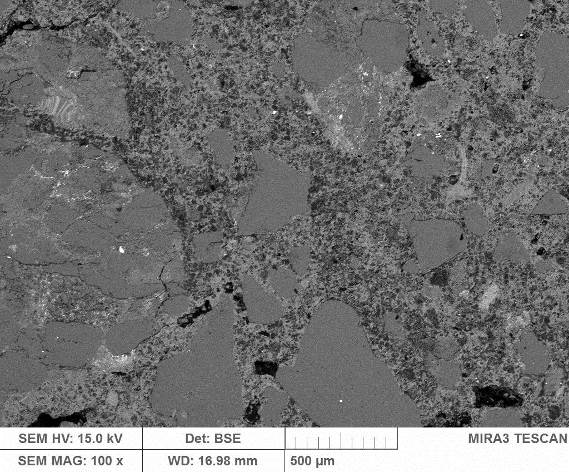 SEM HV: 15.0 kV Det: BSE MIRA3 TESCAN
SEM MAG: 100 x WD: 16.98 mm 500 µm